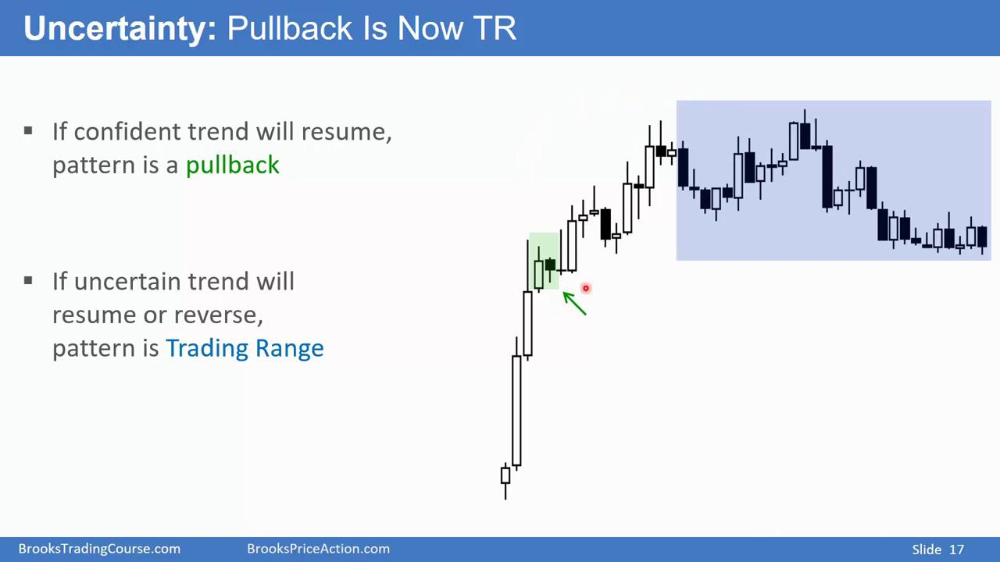 Uncertainty: Pullback Is Now TR
If confident trend will resume,
pattern is a pullback
If uncertain trend will
resume or reverse,
pattern is Trading Range
BrooksTradingCourse.com
BrooksPriceAction.com
Slide 17